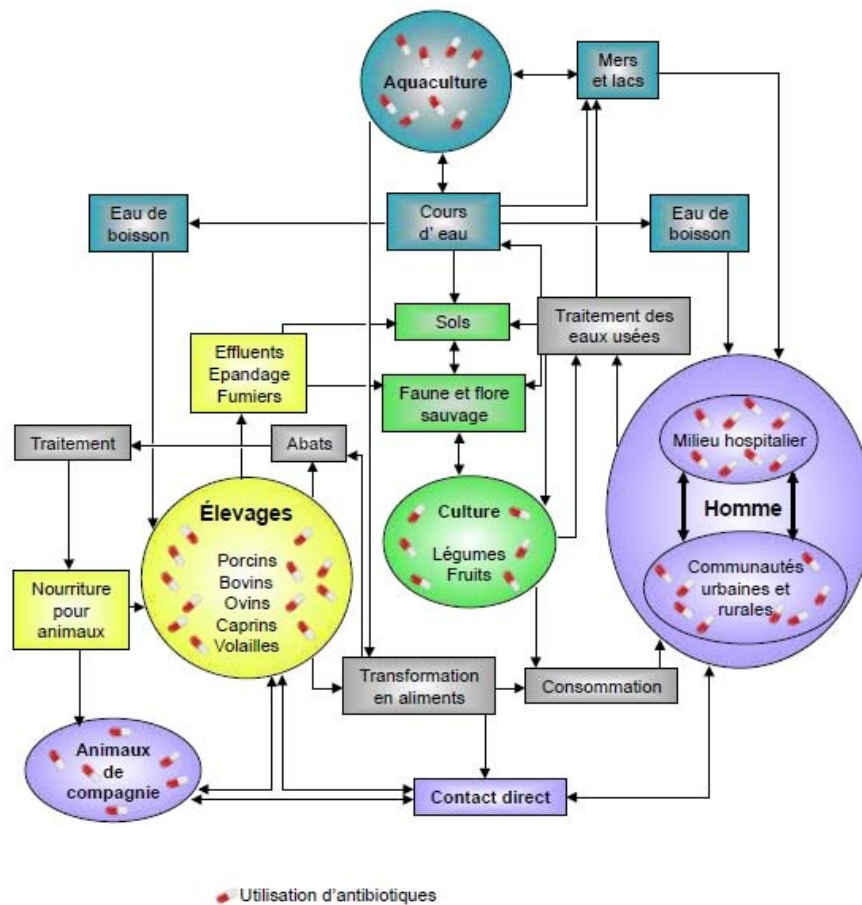 Aquaculture
Mers
et lacs
Eau de
boisson
Cours
d' eau
Eau de
boisson
Sols
Traitement des
eaux usées
Effluents
Epandage
Fumiers
Faune et flore
sauvage
Traitement
Abats
Milieu hospitalier
Élevages
Porcins
Bovins
Ovins
Caprins
Volailles
Culture
Légumes
Fruits
Homme
Communautés
urbaines et
rurales
Nourriture
pour
animaux
Transformation
en aliments
Consommation
Animaux
de
compagnie
Contact direct
Utilisation d'antibiotiques